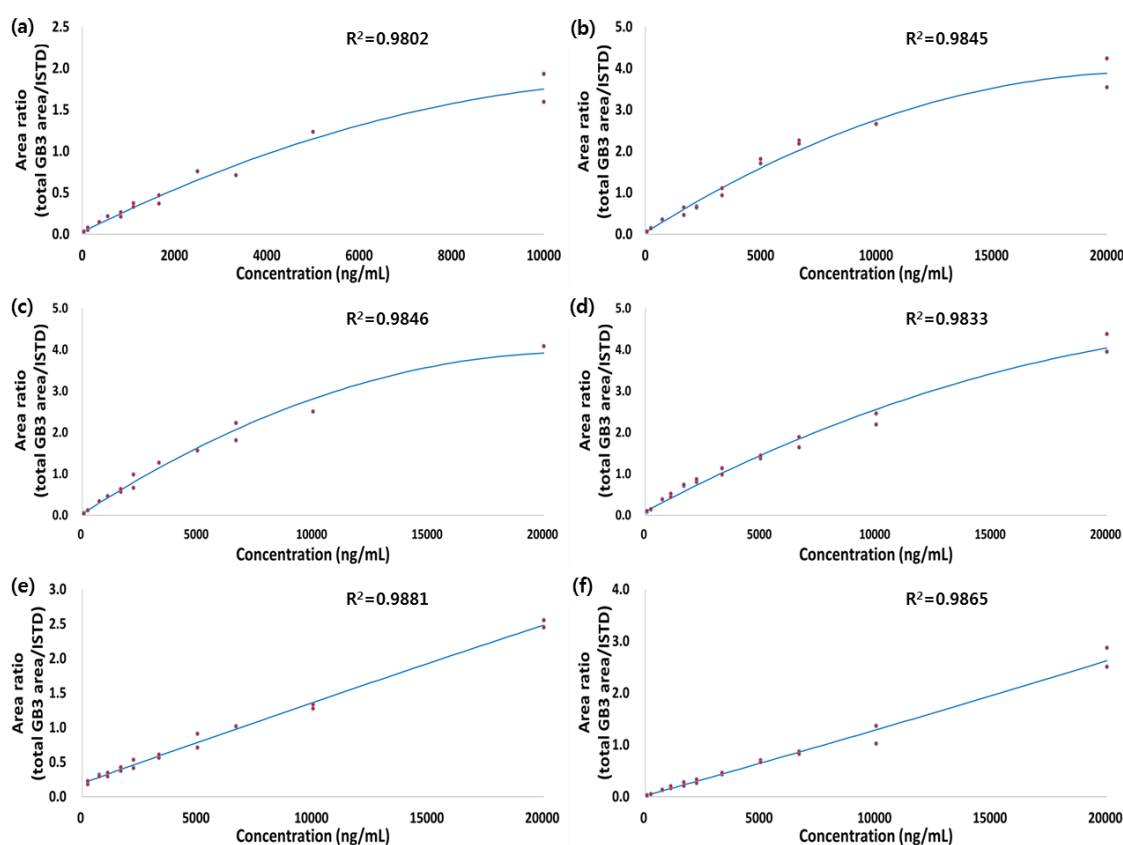 (a)
R²=0.9802
Area ratio
(total GB3 area/ISTD)
2.5
2.0
1.5
1.0
0.5
0.0
0 2000 4000 6000 8000 10000
Concentration (ng/mL)
(b)
R²=0.9845
Area ratio
(total GB3 area/ISTD)
5.0
4.0
3.0
2.0
1.0
0.0
0 5000 10000 15000 20000
Concentration (ng/mL)
(c)
R²=0.9846
Area ratio
(total GB3 area/ISTD)
5.0
4.0
3.0
2.0
1.0
0.0
0 5000 10000 15000 20000
Concentration (ng/mL)
(d)
R²=0.9833
Area ratio
(total GB3 area/ISTD)
5.0
4.0
3.0
2.0
1.0
0.0
0 5000 10000 15000 20000
Concentration (ng/mL)
(e)
R²=0.9881
Area ratio
(total GB3 area/ISTD)
3.0
2.5
2.0
1.5
1.0
0.5
0.0
0 5000 10000 15000 20000
Concentration (ng/mL)
(f)
R²=0.9865
Area ratio
(total GB3 area/ISTD)
4.0
3.0
2.0
1.0
0.0
0 5000 10000 15000 20000
Concentration (ng/mL)